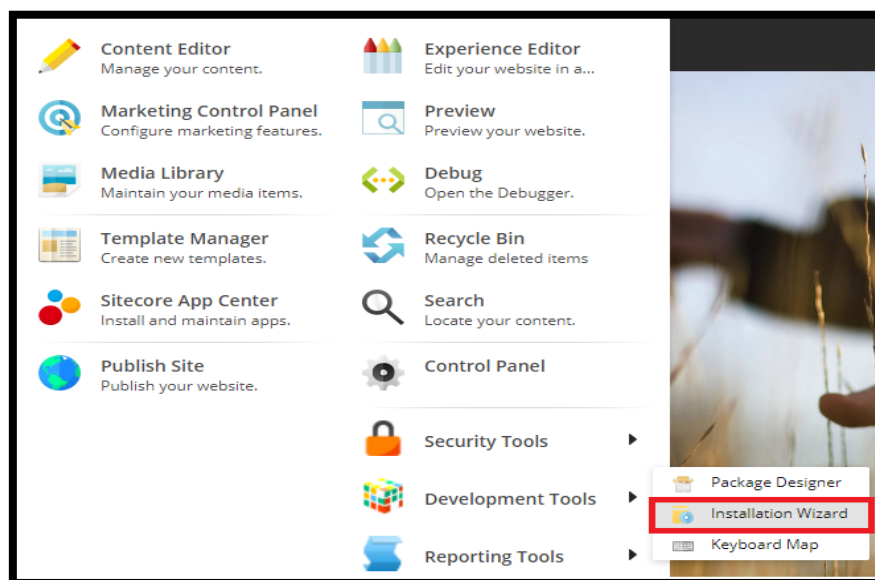 Content Editor
Manage your content.
Marketing Control Panel
Configure marketing features.
Media Library
Maintain your media items.
Template Manager
Create new templates.
Sitecore App Center
Install and maintain apps.
Publish Site
Publish your website.
Experience Editor
Edit your website in a...
Preview
Preview your website.
Debug
Open the Debugger.
Recycle Bin
Manage deleted items
Search
Locate your content.
Control Panel
Security Tools
Development Tools
Reporting Tools
Package Designer
Installation Wizard
Keyboard Map